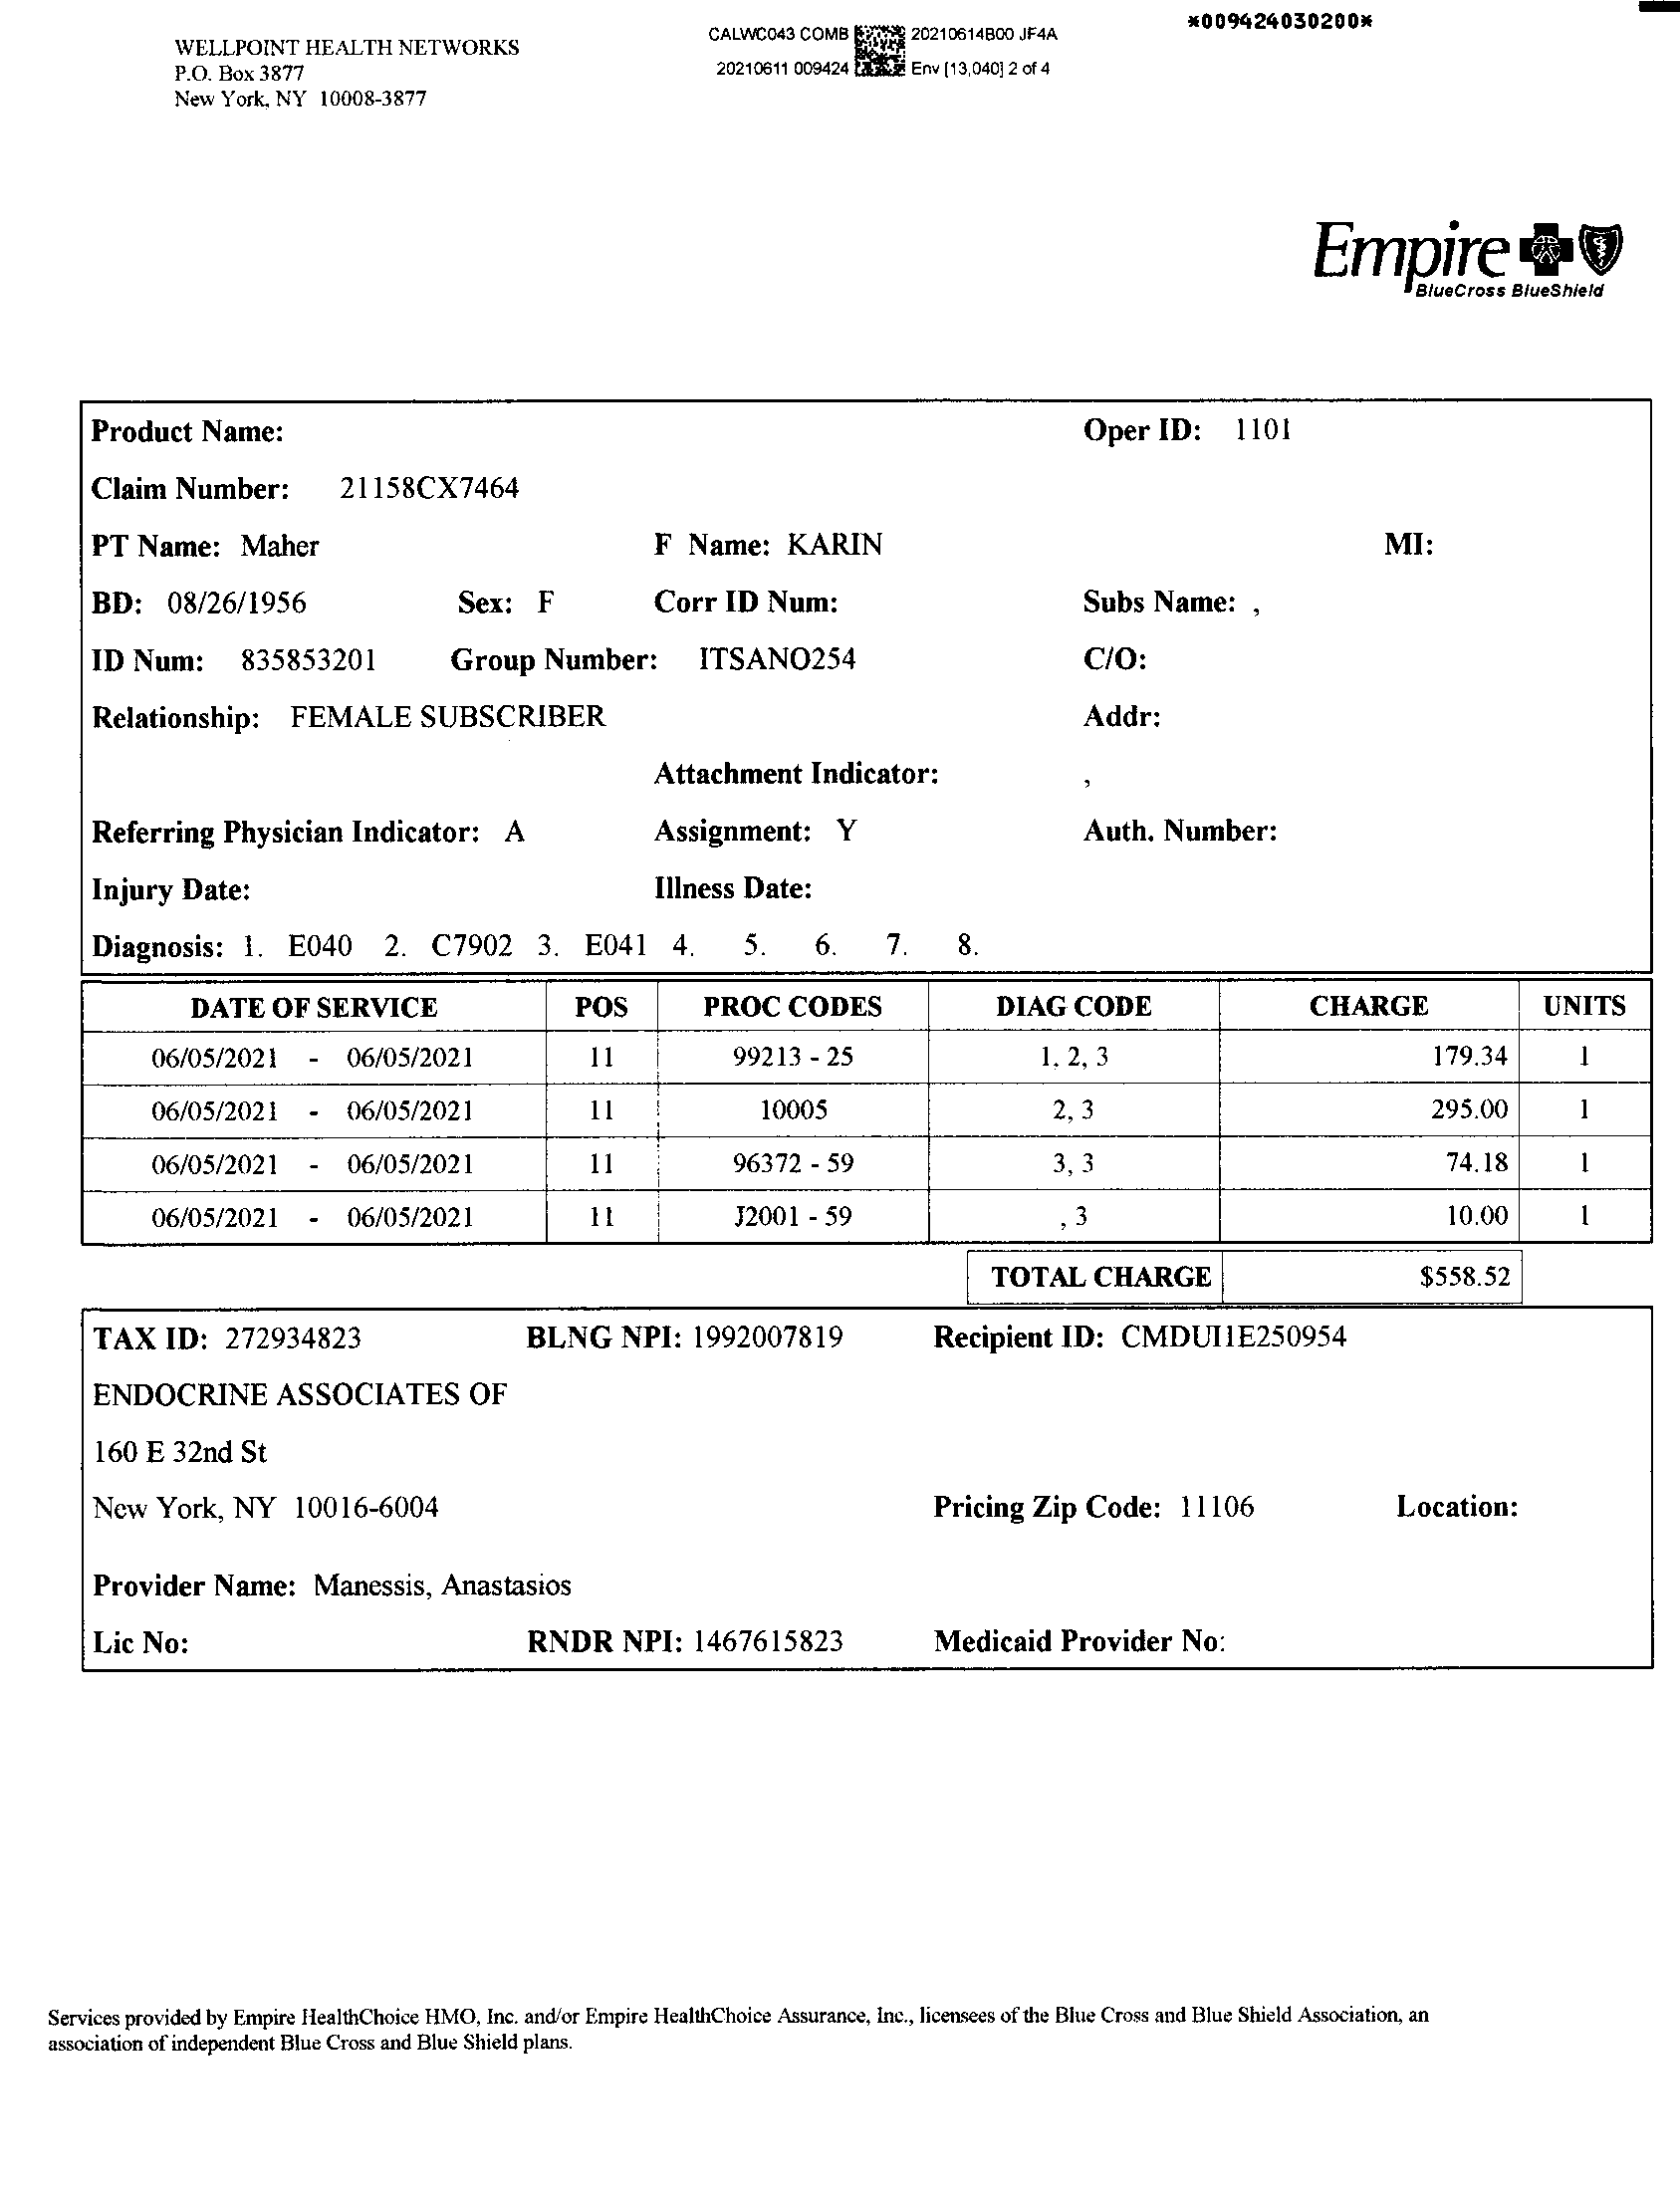 WELLPOINT HEALTH NETWORKS
P.O. Box 3877
New York, NY 10008-3877
CALWC043 COMB 20210614B00 JF4A
20210611 009424 Env [13,040] 2 of 4
*009424030200*
Empire
BlueCross BlueShield
Product Name: Oper ID: 1101
Claim Number: 21158CX7464
PT Name: Maher F Name: KARIN MI:
BD: 08/26/1956 Sex: F Corr ID Num: Subs Name: ,
ID Num: 835853201 Group Number: ITSANO254 C/O:
Relationship: FEMALE SUBSCRIBER Addr:
Attachment Indicator: ,
Referring Physician Indicator: A Assignment: Y Auth. Number:
Injury Date: Illness Date:
Diagnosis: 1. E040 2. C7902 3. E041 4. 5. 6. 7. 8.
DATE OF SERVICE POS PROC CODES DIAG CODE CHARGE UNITS
06/05/2021 - 06/05/2021 11 99213 - 25 1, 2, 3 179.34 1
06/05/2021 - 06/05/2021 11 10005 2, 3 295.00 1
06/05/2021 - 06/05/2021 11 96372 - 59 3, 3 74.18 1
06/05/2021 - 06/05/2021 11 J2001 - 59 , 3 10.00 1
TOTAL CHARGE $558.52
TAX ID: 272934823 BLNG NPI: 1992007819 Recipient ID: CMDUI1E250954
ENDOCRINE ASSOCIATES OF
160 E 32nd St
New York, NY 10016-6004 Pricing Zip Code: 11106 Location:
Provider Name: Manessis, Anastasios
Lic No: RNDR NPI: 1467615823 Medicaid Provider No:
Services provided by Empire HealthChoice HMO, Inc. and/or Empire HealthChoice Assurance, Inc., licensees of the Blue Cross and Blue Shield Association, an
association of independent Blue Cross and Blue Shield plans.